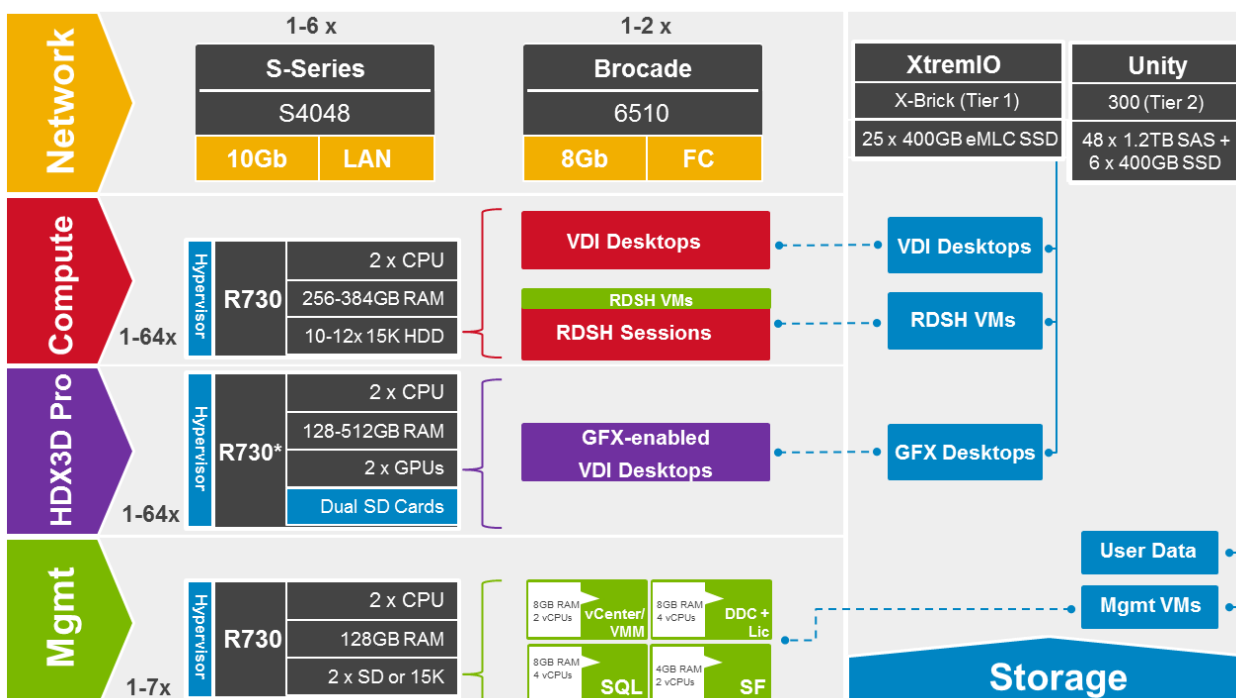 Network
1-6 x
S-Series
S4048
10Gb
LAN
1-2 x
Brocade
6510
8Gb
FC
XtremIO
X-Brick (Tier 1)
25 x 400GB eMLC SSD
Unity
300 (Tier 2)
48 x 1.2TB SAS +
6 x 400GB SSD
Compute
1-64x
Hypervisor
R730
2 x CPU
256-384GB RAM
10-12x 15K HDD
VDI Desktops
RDSH VMs
RDSH Sessions
VDI Desktops
RDSH VMs
HDX3D Pro
1-64x
Hypervisor
R730*
2 x CPU
128-512GB RAM
2 x GPUs
Dual SD Cards
GFX-enabled
VDI Desktops
GFX Desktops
Mgmt
1-7x
Hypervisor
R730
2 x CPU
128GB RAM
2 x SD or 15K
8GB RAM
2 vCPUs
vCenter/
VMM
8GB RAM
4 vCPUs
DDC +
Lic
8GB RAM
4 vCPUs
SQL
4GB RAM
2 vCPUs
SF
User Data
Mgmt VMs
Storage